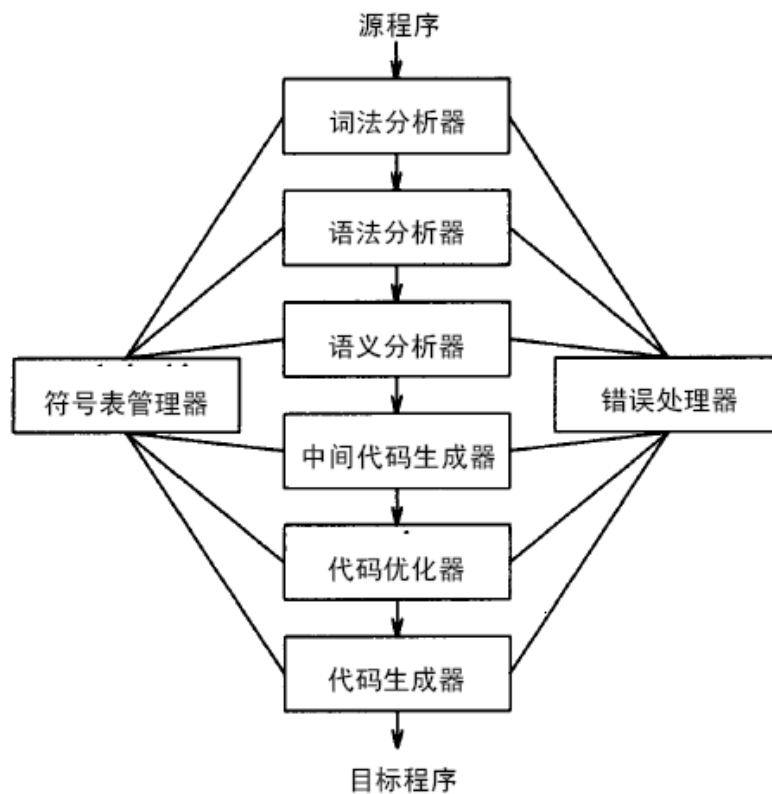 源程序
词法分析器
语法分析器
语义分析器
符号表管理器
错误处理器
中间代码生成器
代码优化器
代码生成器
目标程序